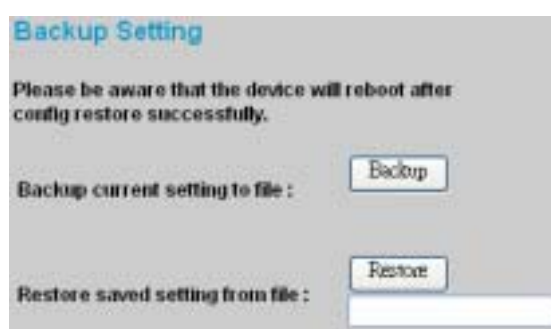 Backup Setting
Please be aware that the device will reboot after
config restore successfully.
Backup
Backup current setting to file :
Restore
Restore saved setting from file :